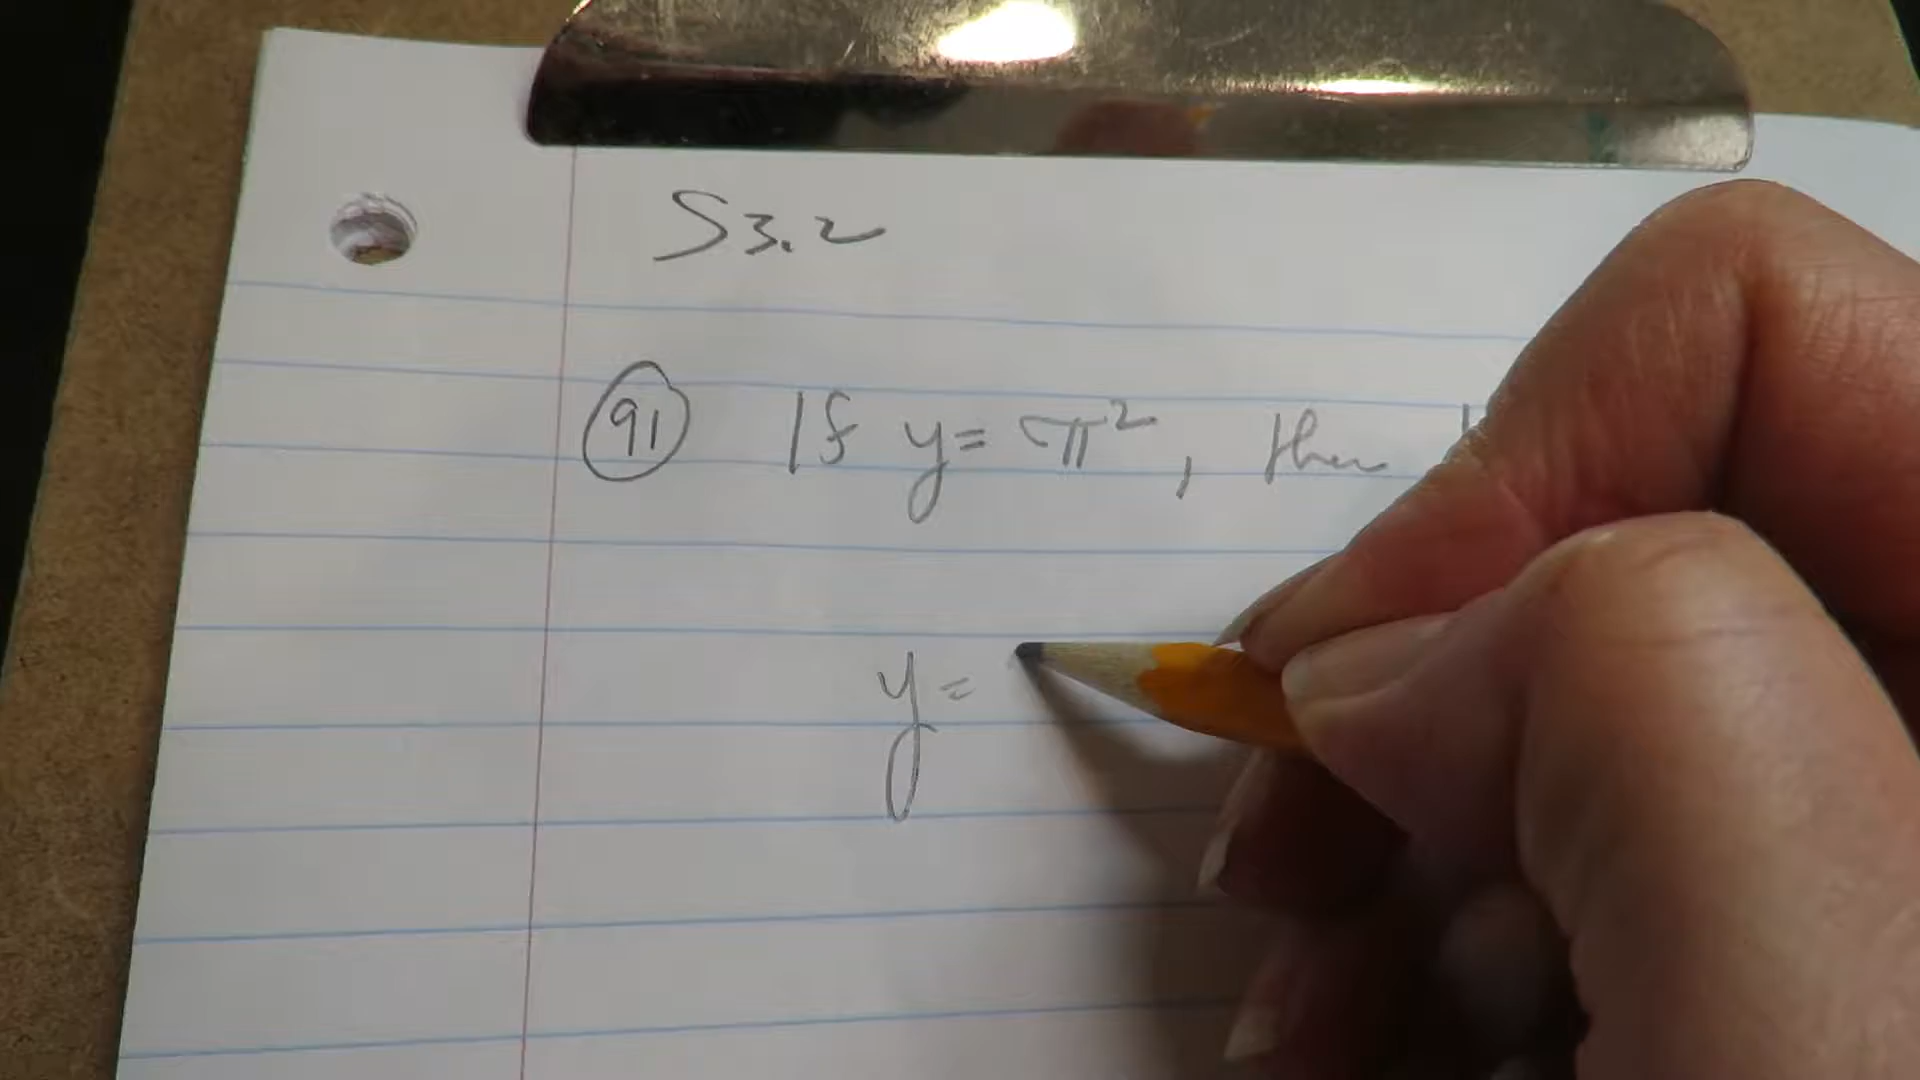 S3.2
91 If y = π², then
y =